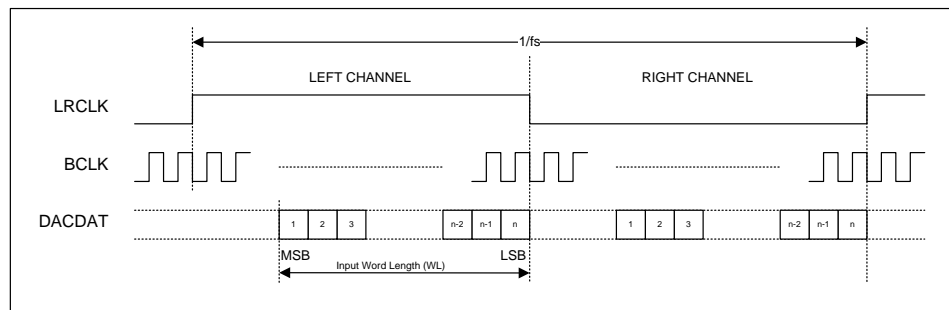 1/fs
LEFT CHANNEL RIGHT CHANNEL
LRCLK
BCLK
DACDAT
1 2 3 n-2 n-1 n 1 2 3 n-2 n-1 n
MSB LSB
Input Word Length (WL)